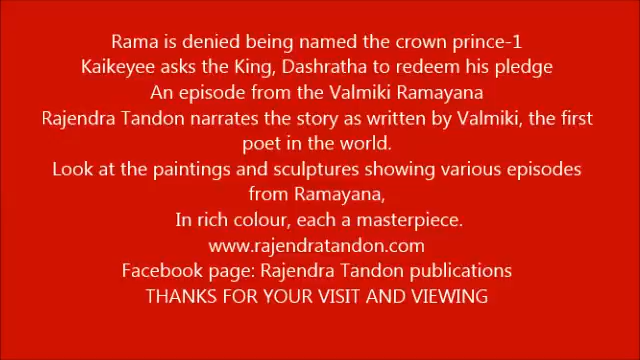 Rama is denied being named the crown prince-1
Kaikeyee asks the King, Dashratha to redeem his pledge
An episode from the Valmiki Ramayana
Rajendra Tandon narrates the story as written by Valmiki, the first
poet in the world.
Look at the paintings and sculptures showing various episodes
from Ramayana,
In rich colour, each a masterpiece.
www.rajendratandon.com
Facebook page: Rajendra Tandon publications
THANKS FOR YOUR VISIT AND VIEWING